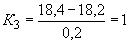 K₃ = (18,4 – 18,2) / 0,2 = 1